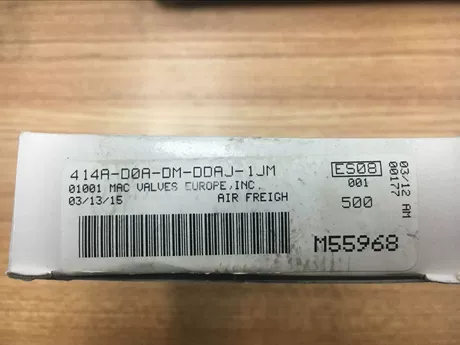 414A-D0A-DM-DDAJ-1JM
01001 MAC VALVES EUROPE,INC.
03/13/15 AIR FREIGH
ES08
001
500
M55968
03/12 AM
00177